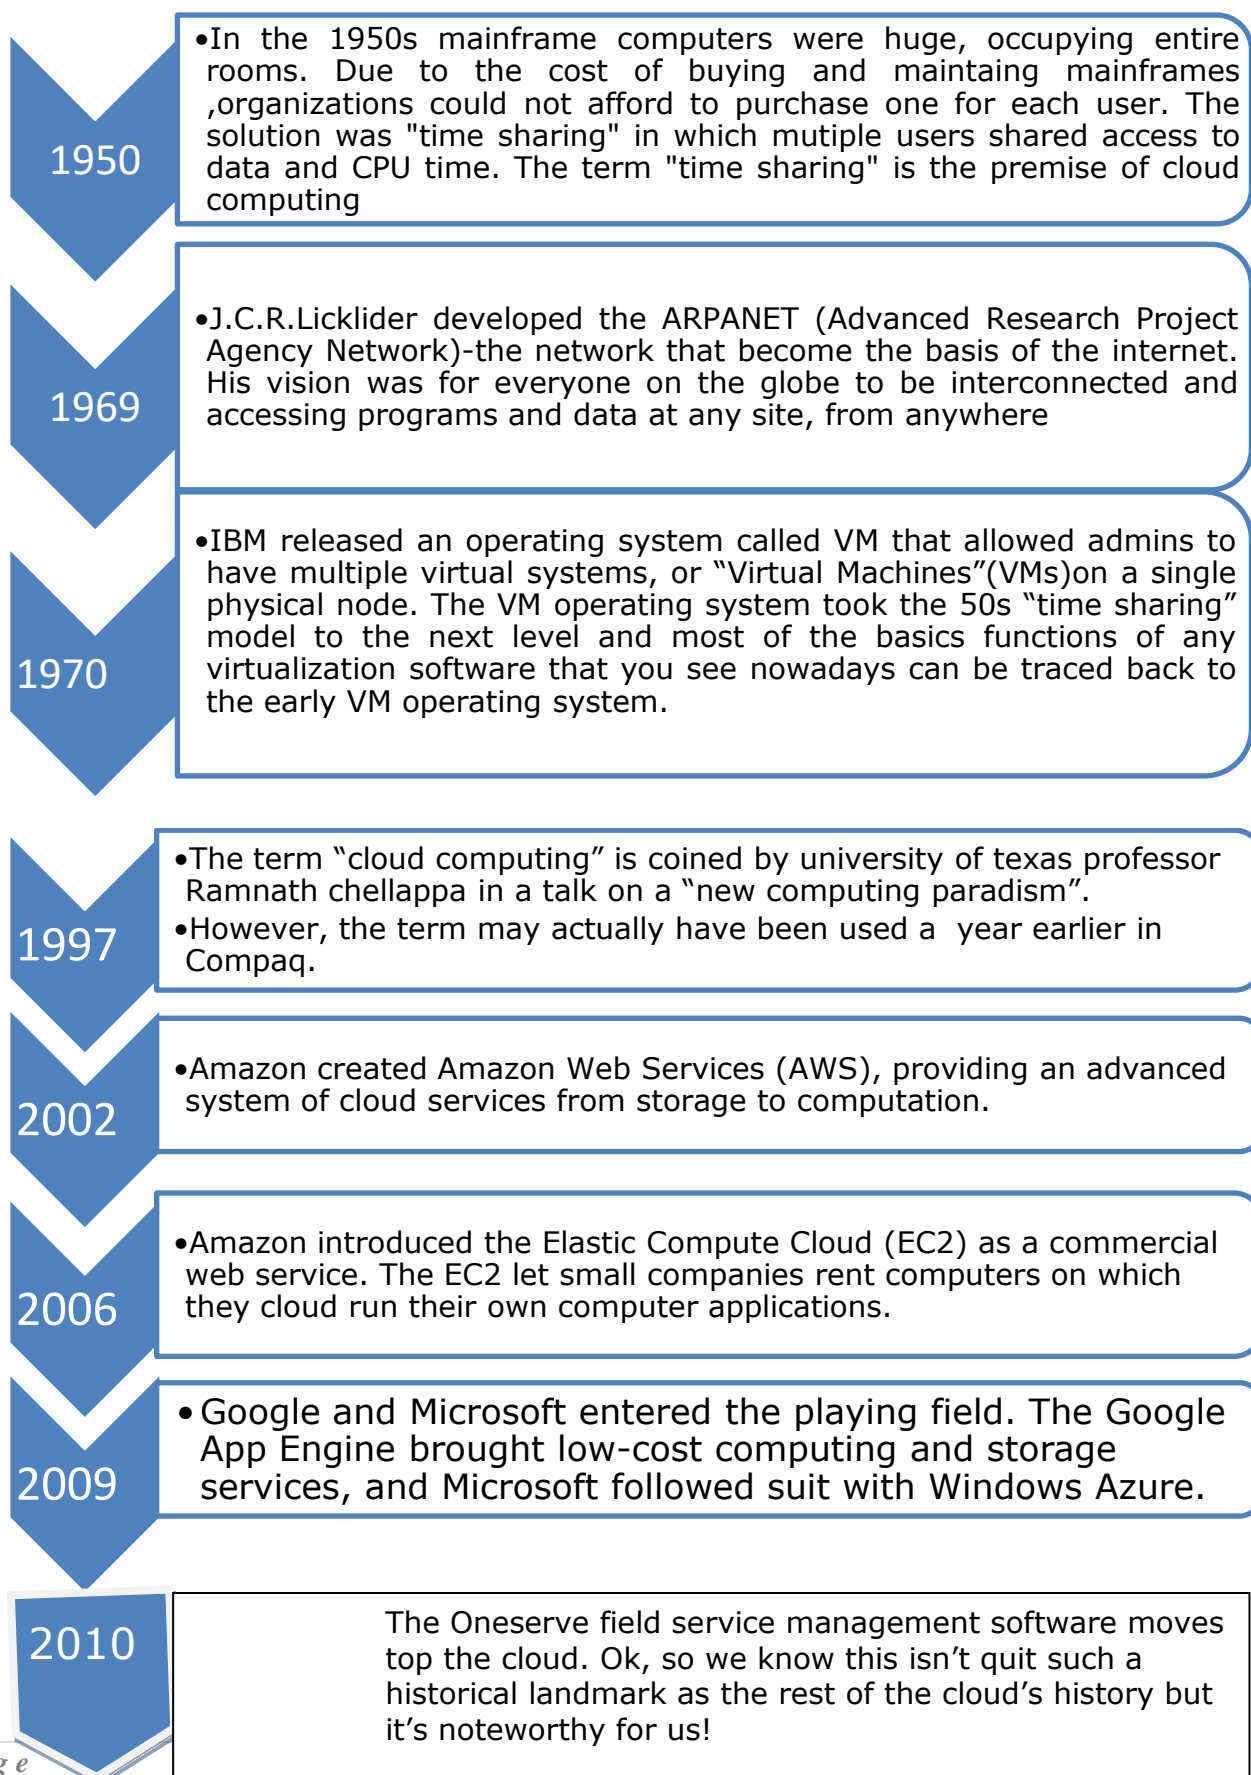 1950
•In the 1950s mainframe computers were huge, occupying entire
rooms. Due to the cost of buying and maintaing mainframes
,organizations could not afford to purchase one for each user. The
solution was "time sharing" in which mutiple users shared access to
data and CPU time. The term "time sharing" is the premise of cloud
computing
1969
•J.C.R.Licklider developed the ARPANET (Advanced Research Project
Agency Network)-the network that become the basis of the internet.
His vision was for everyone on the globe to be interconnected and
accessing programs and data at any site, from anywhere
1970
•IBM released an operating system called VM that allowed admins to
have multiple virtual systems, or “Virtual Machines”(VMs)on a single
physical node. The VM operating system took the 50s “time sharing”
model to the next level and most of the basics functions of any
virtualization software that you see nowadays can be traced back to
the early VM operating system.
1997
•The term “cloud computing” is coined by university of texas professor
Ramnath chellappa in a talk on a “new computing paradism”.
•However, the term may actually have been used a  year earlier in
Compaq.
2002
•Amazon created Amazon Web Services (AWS), providing an advanced
system of cloud services from storage to computation.
2006
•Amazon introduced the Elastic Compute Cloud (EC2) as a commercial
web service. The EC2 let small companies rent computers on which
they cloud run their own computer applications.
2009
•Google and Microsoft entered the playing field. The Google
App Engine brought low-cost computing and storage
services, and Microsoft followed suit with Windows Azure.
2010
The Oneserve field service management software moves
top the cloud. Ok, so we know this isn’t quit such a
historical landmark as the rest of the cloud’s history but
it’s noteworthy for us!